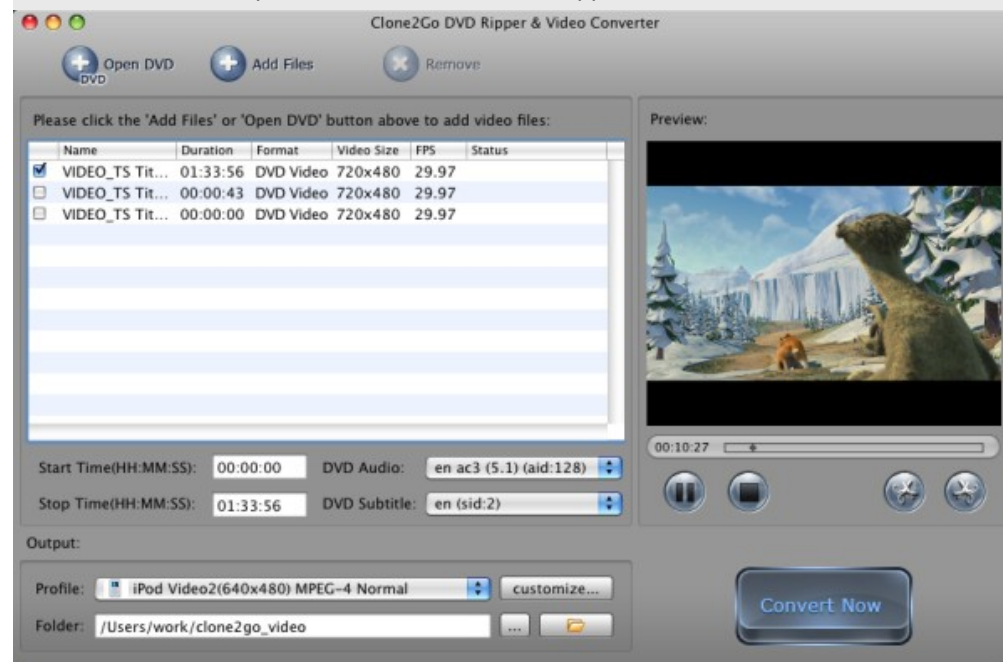 Clone2Go DVD Ripper & Video Converter
DVD Open DVD Add Files Remove
Please click the 'Add Files' or 'Open DVD' button above to add video files:
Name Duration Format Video Size FPS Status
VIDEO_TS Tit... 01:33:56 DVD Video 720x480 29.97
VIDEO_TS Tit... 00:00:43 DVD Video 720x480 29.97
VIDEO_TS Tit... 00:00:00 DVD Video 720x480 29.97
Start Time(HH:MM:SS): 00:00:00 DVD Audio: en ac3 (5.1) (aid:128)
Stop Time(HH:MM:SS): 01:33:56 DVD Subtitle: en (sid:2)
Preview:
00:10:27
Output:
Profile: iPod Video2(640x480) MPEG-4 Normal customize...
Folder: /Users/work/clone2go_video ...
Convert Now